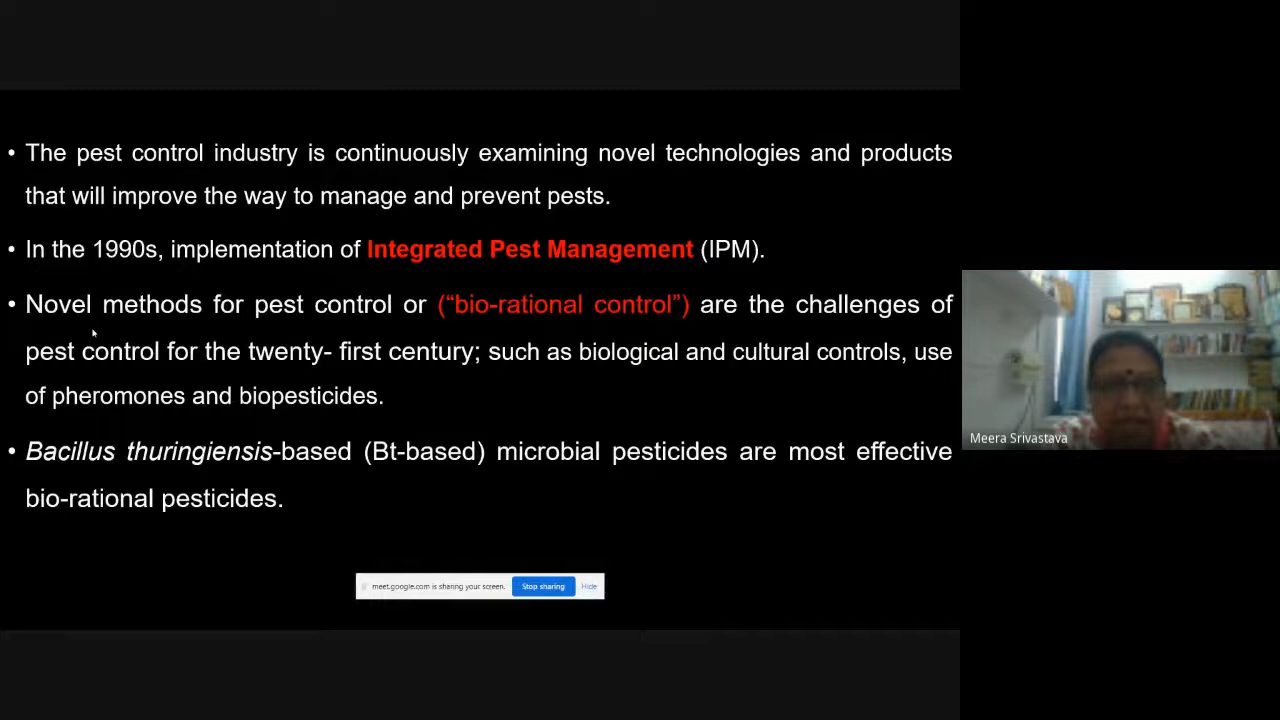 • The pest control industry is continuously examining novel technologies and products
that will improve the way to manage and prevent pests.
• In the 1990s, implementation of Integrated Pest Management (IPM).
• Novel methods for pest control or (“bio-rational control”) are the challenges of
pest control for the twenty- first century; such as biological and cultural controls, use
of pheromones and biopesticides.
• Bacillus thuringiensis-based (Bt-based) microbial pesticides are most effective
bio-rational pesticides.
meet.google.com is sharing your screen. Stop sharing Hide
Meera Srivastava